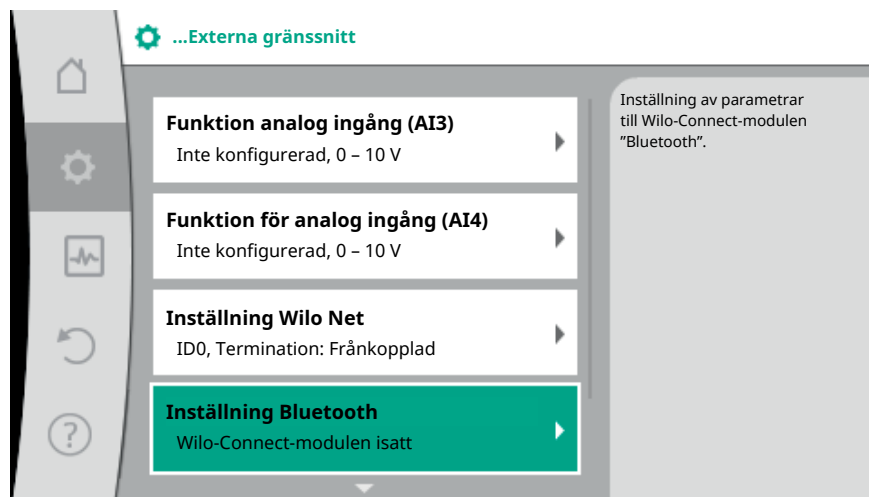 ...Externa gränssnitt
Funktion analog ingång (AI3)
Inte konfigurerad, 0 – 10 V
Funktion för analog ingång (AI4)
Inte konfigurerad, 0 – 10 V
Inställning Wilo Net
ID0, Termination: Frånkopplad
Inställning Bluetooth
Wilo-Connect-modulen isatt
Inställning av parametrar
till Wilo-Connect-modulen
”Bluetooth”.
?